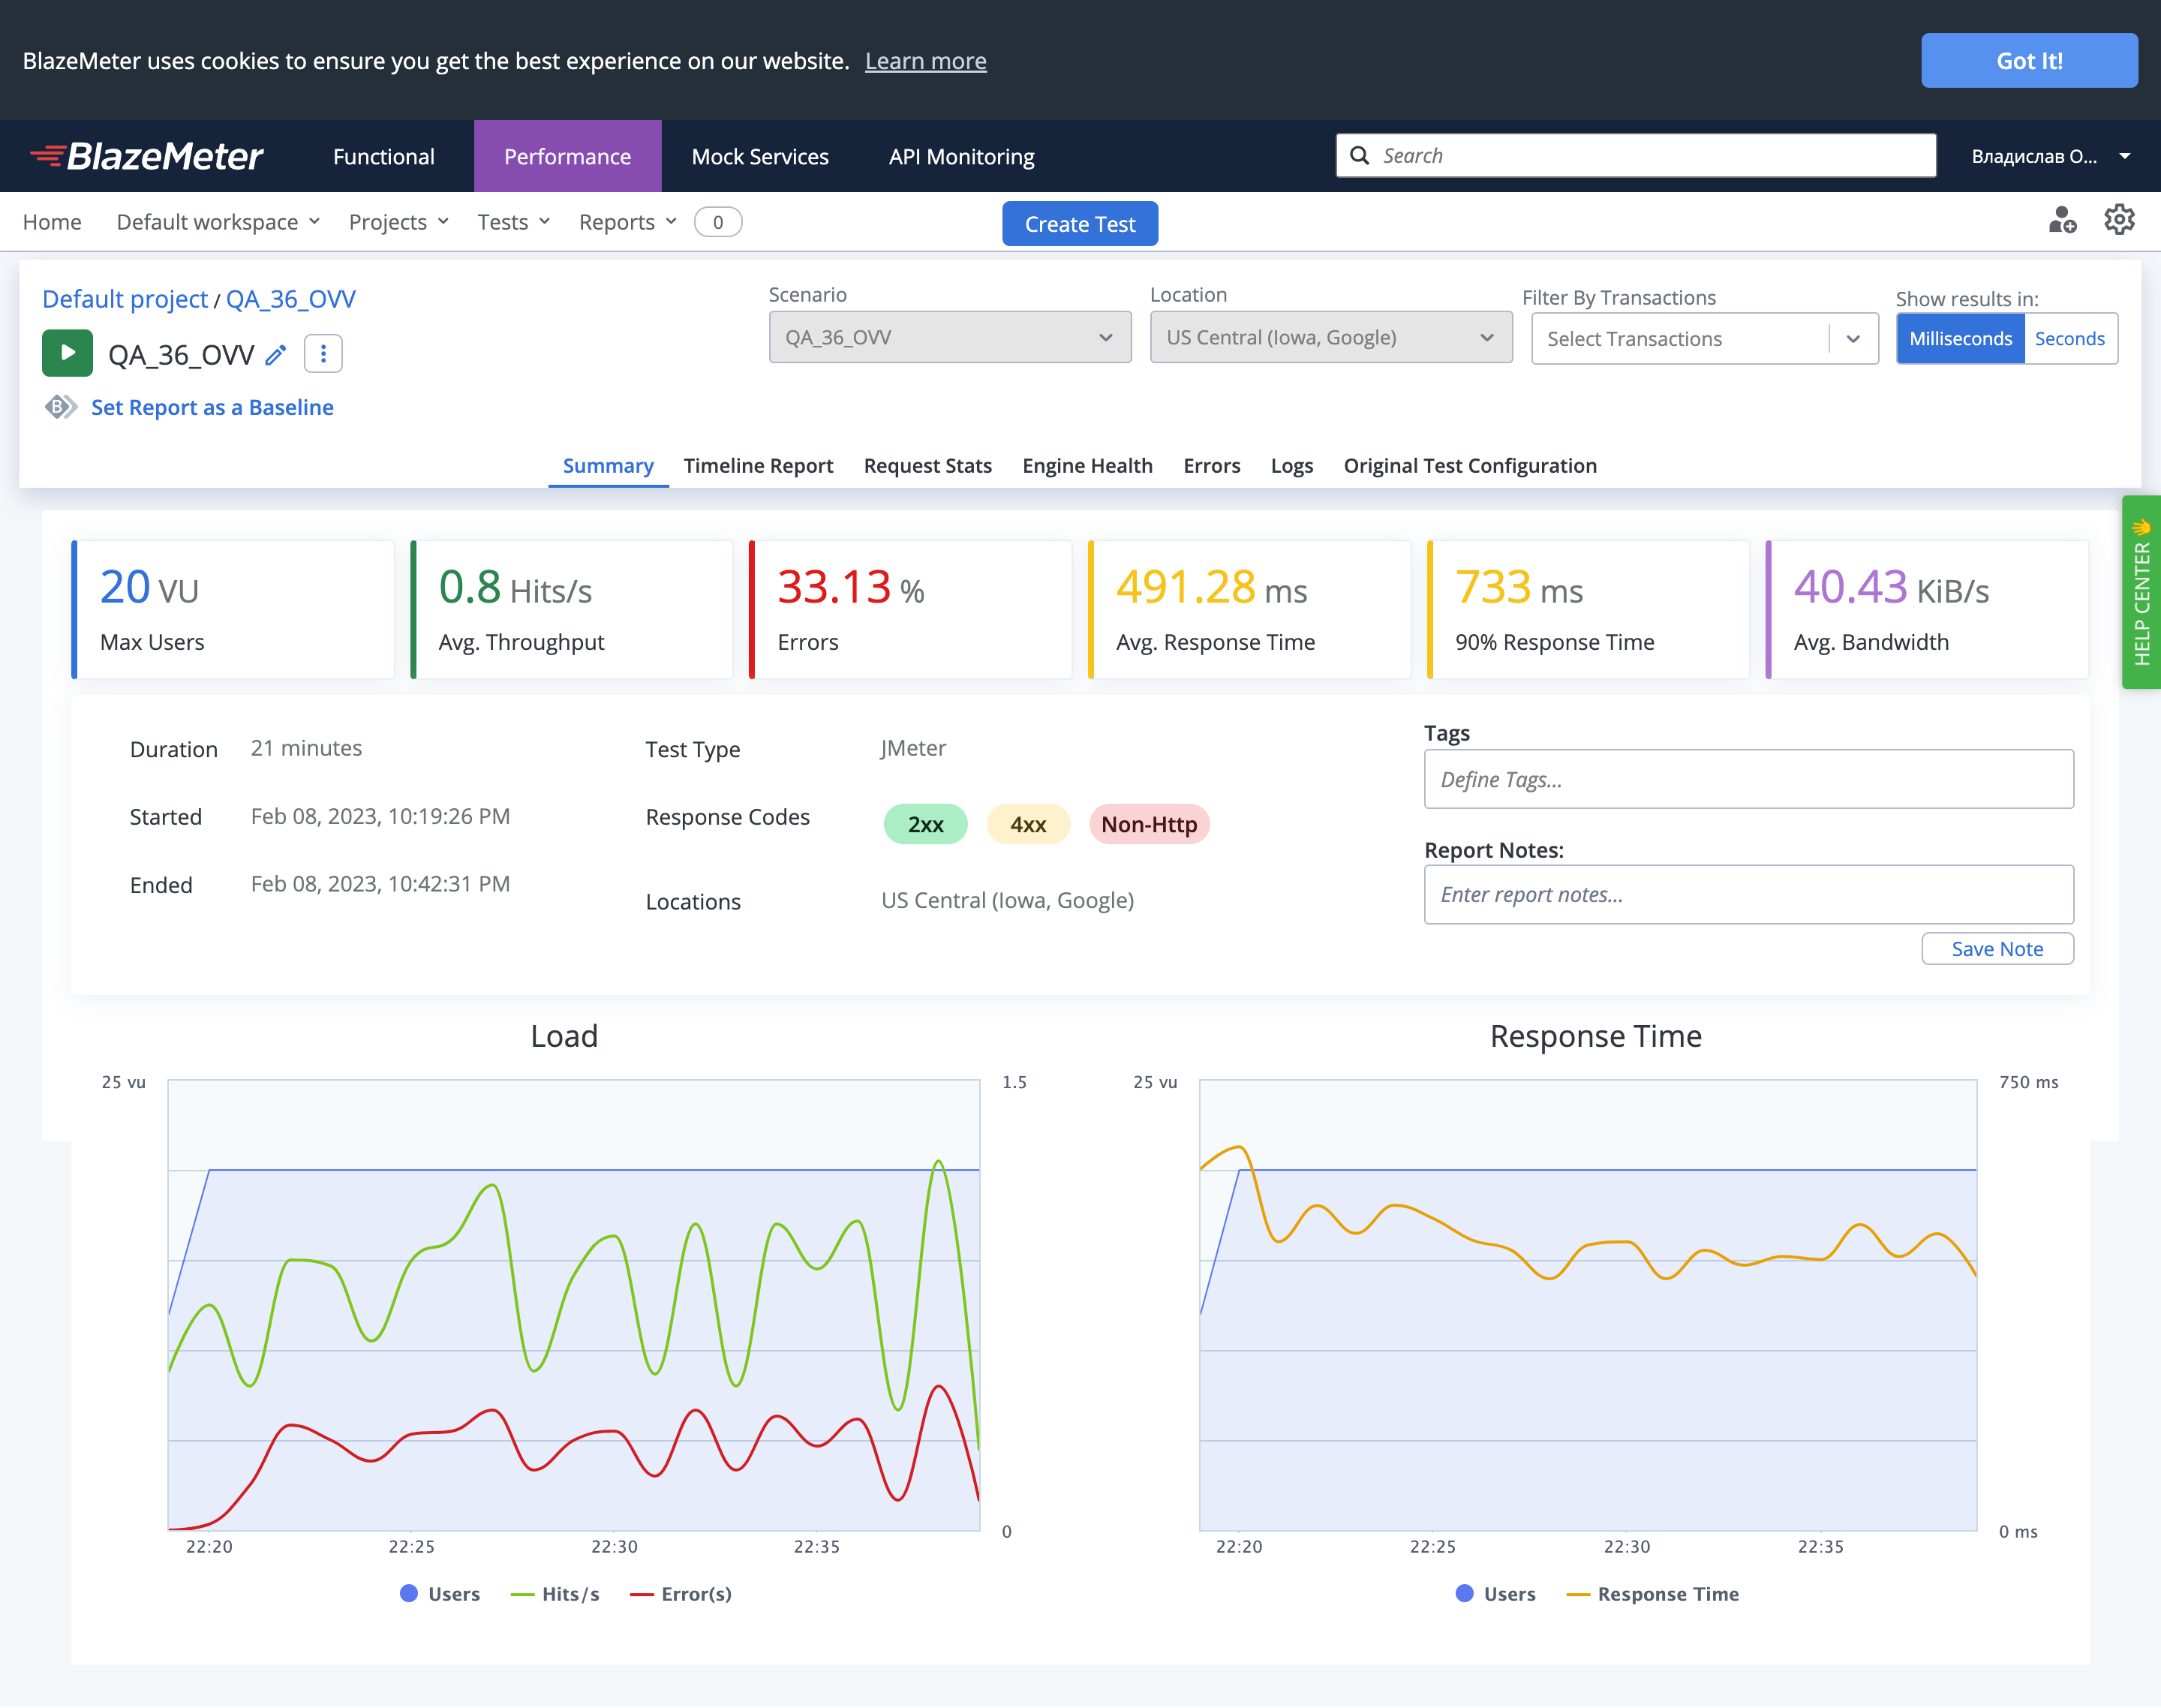 BlazeMeter uses cookies to ensure you get the best experience on our website. Learn more
Got It!
BlazeMeter
Functional
Performance
Mock Services
API Monitoring
Search
Владислав О...
Home
Default workspace
Projects
Tests
Reports
0
Create Test
Default project / QA_36_OVV
QA_36_OVV
B
Set Report as a Baseline
Scenario
QA_36_OVV
Location
US Central (Iowa, Google)
Filter By Transactions
Select Transactions
Show results in:
Milliseconds
Seconds
Summary
Timeline Report
Request Stats
Engine Health
Errors
Logs
Original Test Configuration
HELP CENTER
20 VU
Max Users
0.8 Hits/s
Avg. Throughput
33.13 %
Errors
491.28 ms
Avg. Response Time
733 ms
90% Response Time
40.43 KiB/s
Avg. Bandwidth
Duration 21 minutes
Started Feb 08, 2023, 10:19:26 PM
Ended Feb 08, 2023, 10:42:31 PM
Test Type JMeter
Response Codes 2xx 4xx Non-Http
Locations US Central (Iowa, Google)
Tags
Define Tags...
Report Notes:
Enter report notes...
Save Note
Load
25 vu
1.5
0
22:20 22:25 22:30 22:35
Users Hits/s Error(s)
Response Time
25 vu
750 ms
0 ms
22:20 22:25 22:30 22:35
Users Response Time